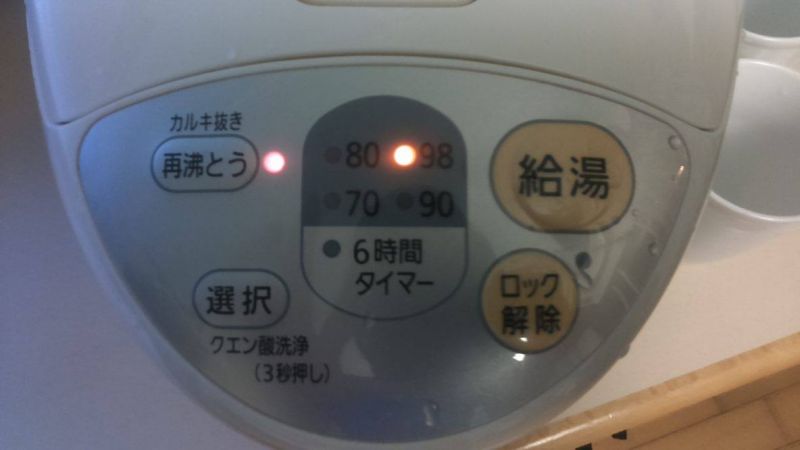 カルキ抜き
再沸とう
80 98
70 90
6時間
タイマー
給湯
選択
クエン酸洗浄
(3秒押し)
ロック
解除